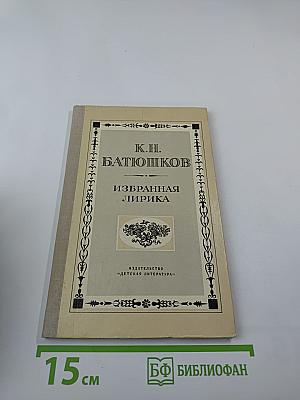 К.Н.
БАТЮШКОВ
ИЗБРАННАЯ
ЛИРИКА
ИЗДАТЕЛЬСТВО
«ДЕТСКАЯ ЛИТЕРАТУРА»
15 см
БФ БИБЛИОФАН